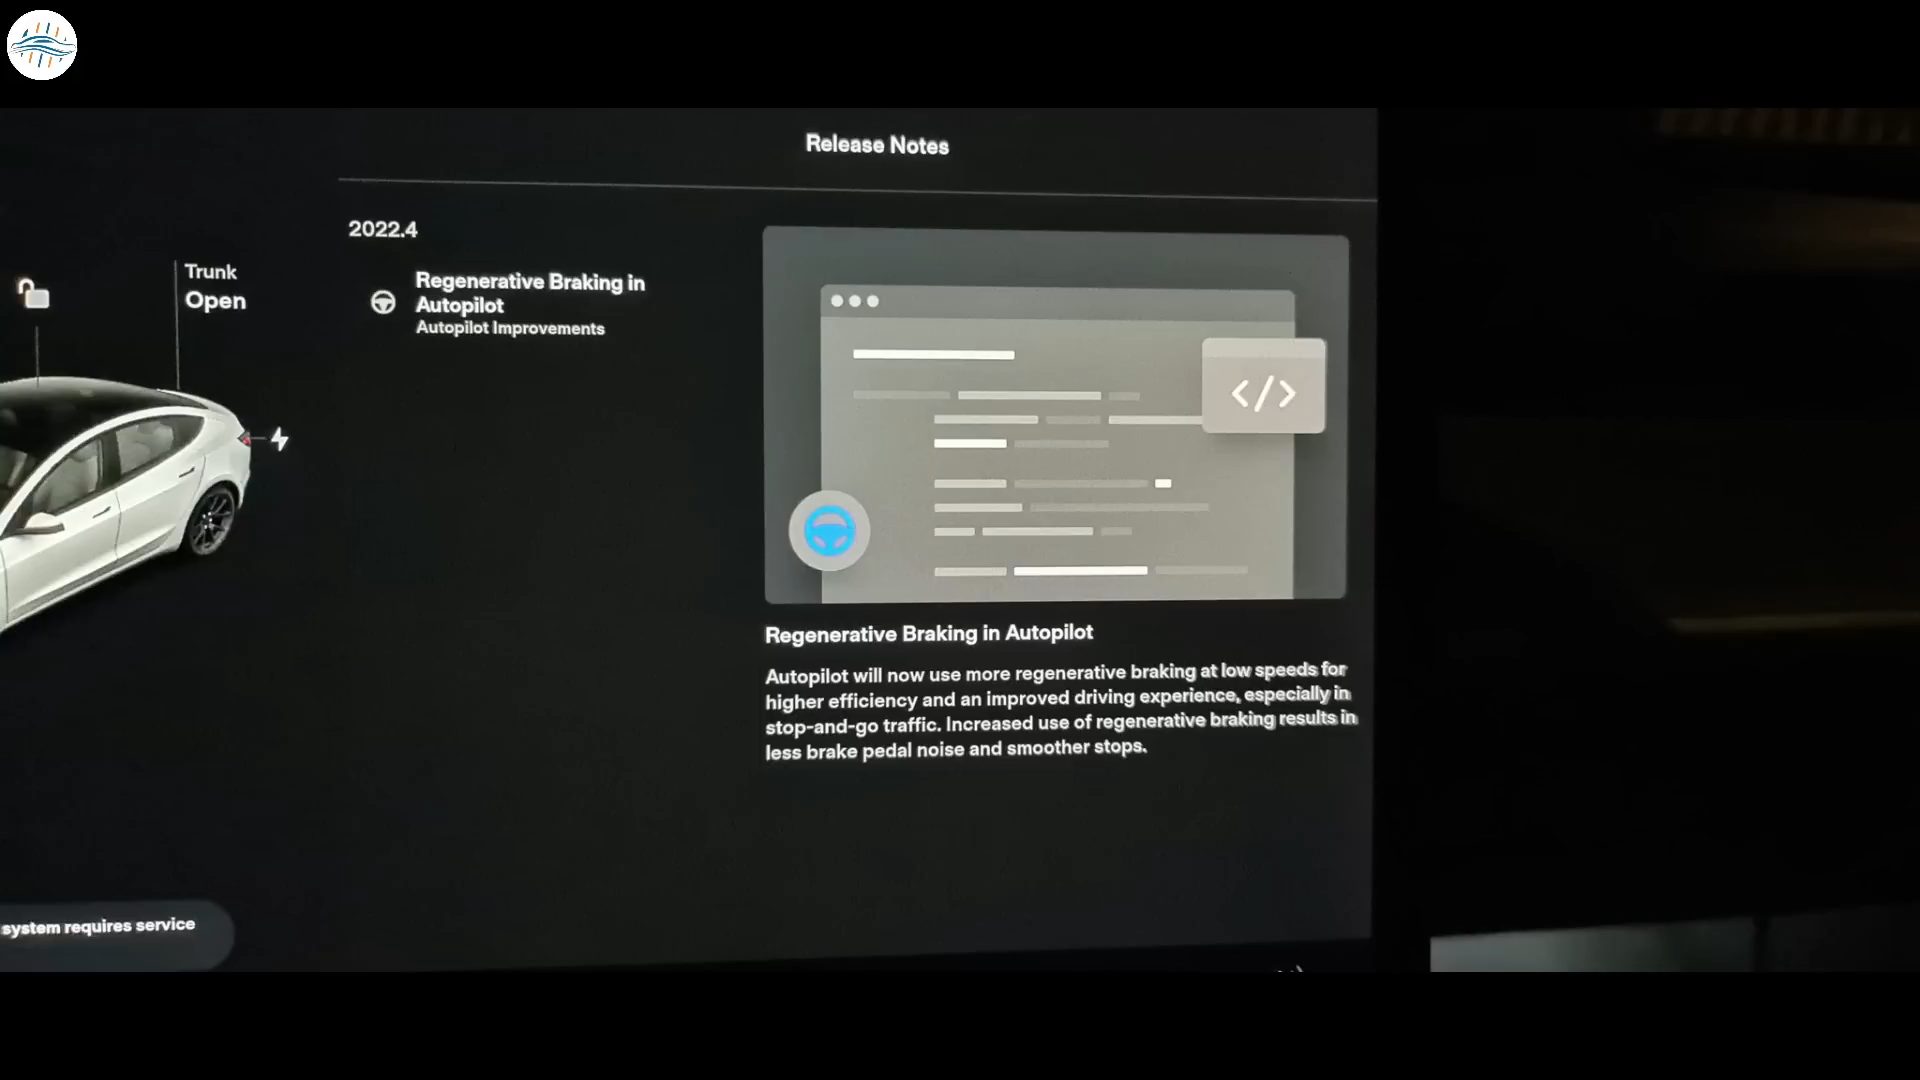 Release Notes
2022.4
Regenerative Braking in
Autopilot
Autopilot Improvements
Trunk
Open
</>
Regenerative Braking in Autopilot
Autopilot will now use more regenerative braking at low speeds for
higher efficiency and an improved driving experience, especially in
stop-and-go traffic. Increased use of regenerative braking results in
less brake pedal noise and smoother stops.
system requires service